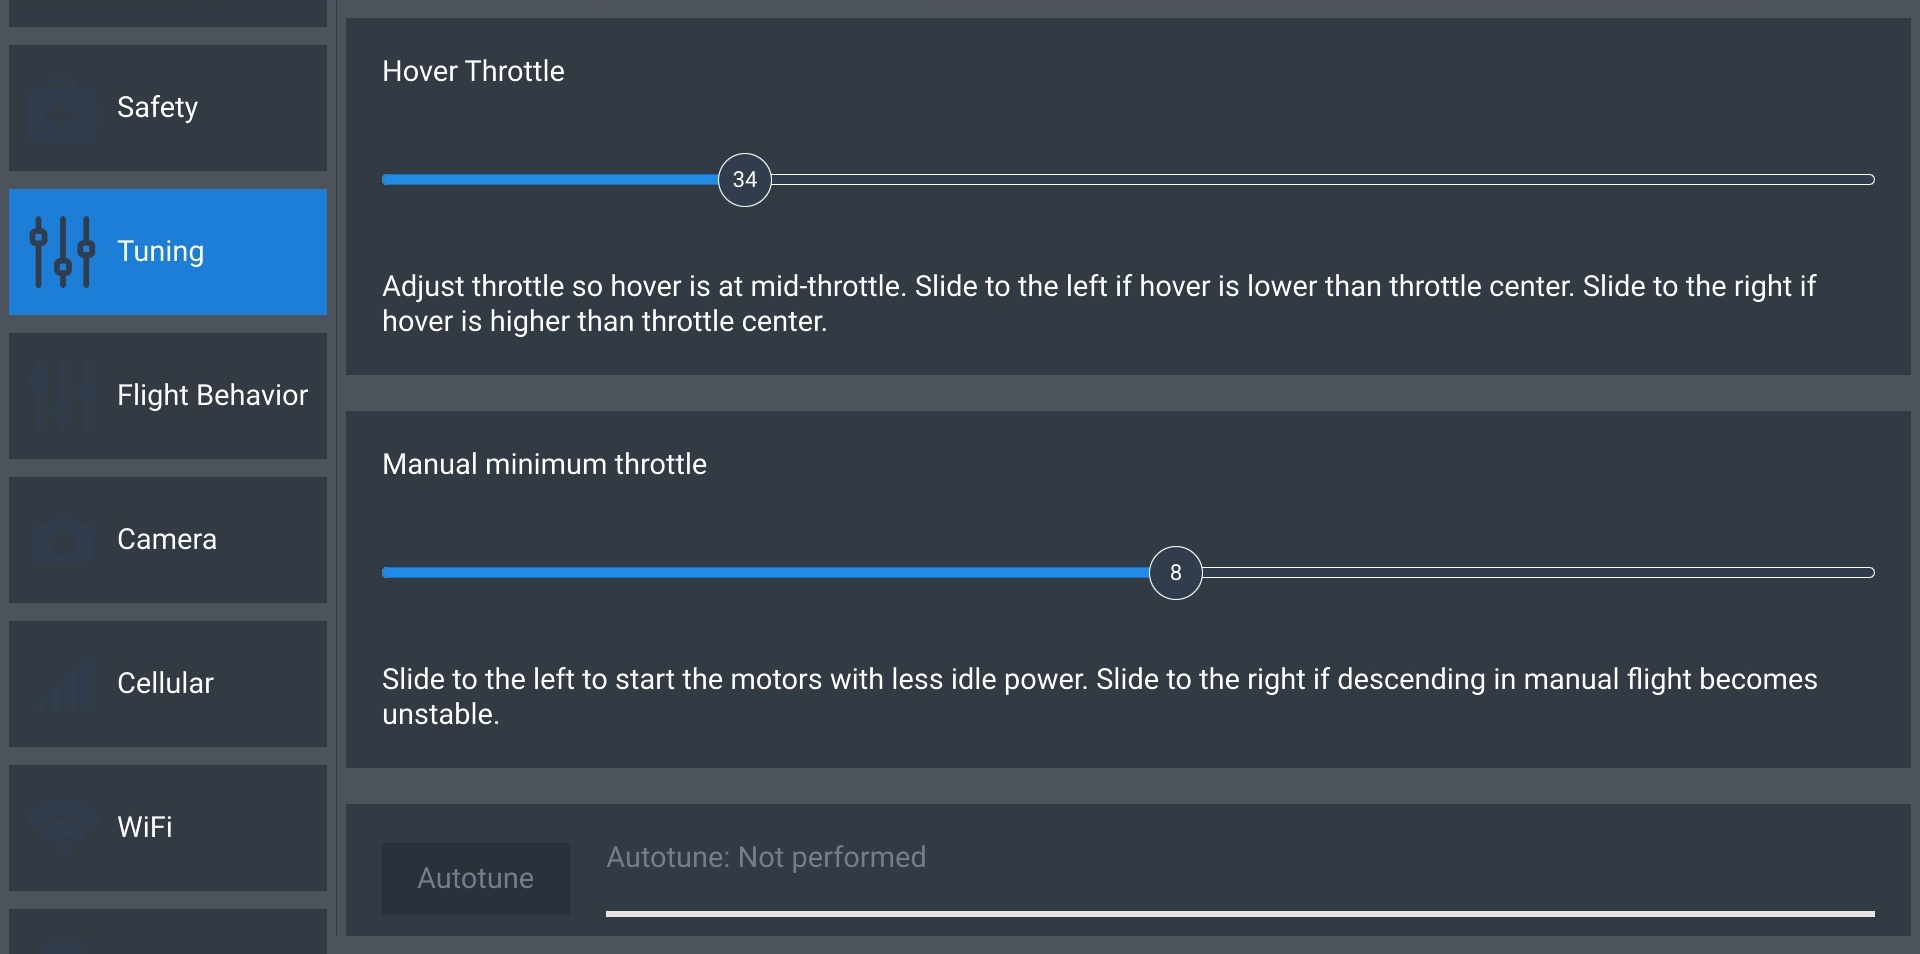 Safety
Tuning
Flight Behavior
Camera
Cellular
WiFi
Hover Throttle
34
Adjust throttle so hover is at mid-throttle. Slide to the left if hover is lower than throttle center. Slide to the right if
hover is higher than throttle center.
Manual minimum throttle
8
Slide to the left to start the motors with less idle power. Slide to the right if descending in manual flight becomes
unstable.
Autotune
Autotune: Not performed